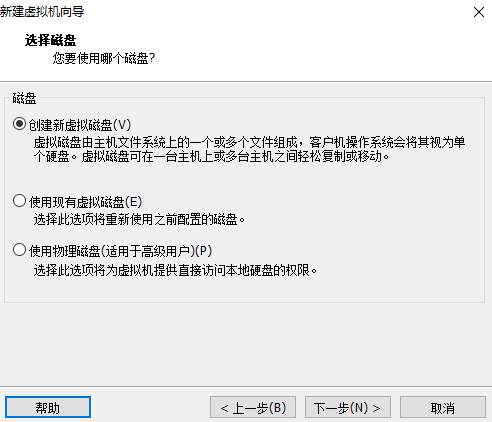 新建虚拟机向导
选择磁盘
您要使用哪个磁盘?
磁盘
创建新虚拟磁盘(V)
虚拟磁盘由主机文件系统上的一个或多个文件组成，客户机操作系统会将其视为单
个硬盘。虚拟磁盘可在一台主机上或多台主机之间轻松复制或移动。
使用现有虚拟磁盘(E)
选择此选项将重新使用之前配置的磁盘。
使用物理磁盘(适用于高级用户)(P)
选择此选项将为虚拟机提供直接访问本地硬盘的权限。
帮助
< 上一步(B)
下一步(N) >
取消